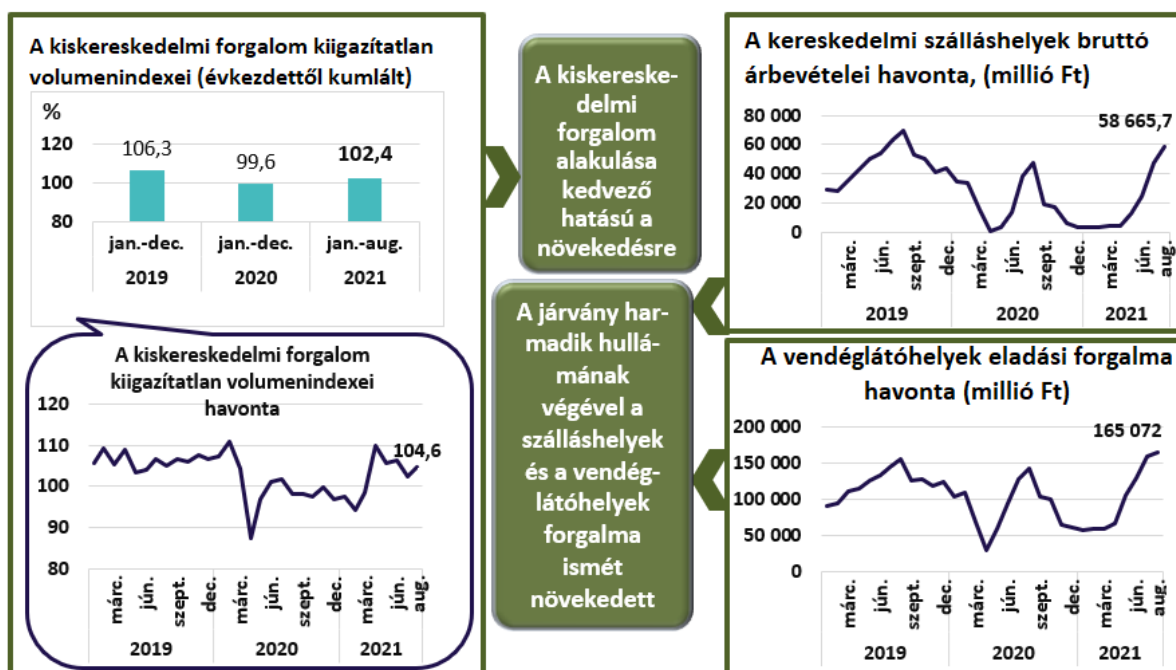 A kiskereskedelmi forgalom kiigazítatlan
volumenindexei (évkezdettől kumlált)
%
120
100
80
106,3
99,6
102,4
jan.-dec.
jan.-dec.
jan.-aug.
2019
2020
2021
A kiskereskedelmi forgalom
kiigazítatlan volumenindexei
havonta
120
110
100
90
80
104,6
márc.
jún.
szept.
dec.
márc.
jún.
szept.
dec.
márc.
jún.
aug.
2019
2020
2021
A kiskereske-
delmi
forgalom
alakulása
kedvező
hatású a
növekedésre
A járvány har-
madik hullá-
mának
végével a
szálláshelyek
és a vendég-
látóhelyek
forgalma
ismét
növekedett
A kereskedelmi szálláshelyek bruttó
árbevételei havonta, (millió Ft)
80 000
60 000
40 000
20 000
0
58 665,7
márc.
jún.
szept.
dec.
márc.
jún.
szept.
dec.
márc.
jún.
aug.
2019
2020
2021
A vendéglátóhelyek eladási forgalma
havonta (millió Ft)
200 000
150 000
100 000
50 000
0
165 072
márc.
jún.
szept.
dec.
márc.
jún.
szept.
dec.
márc.
jún.
aug.
2019
2020
2021